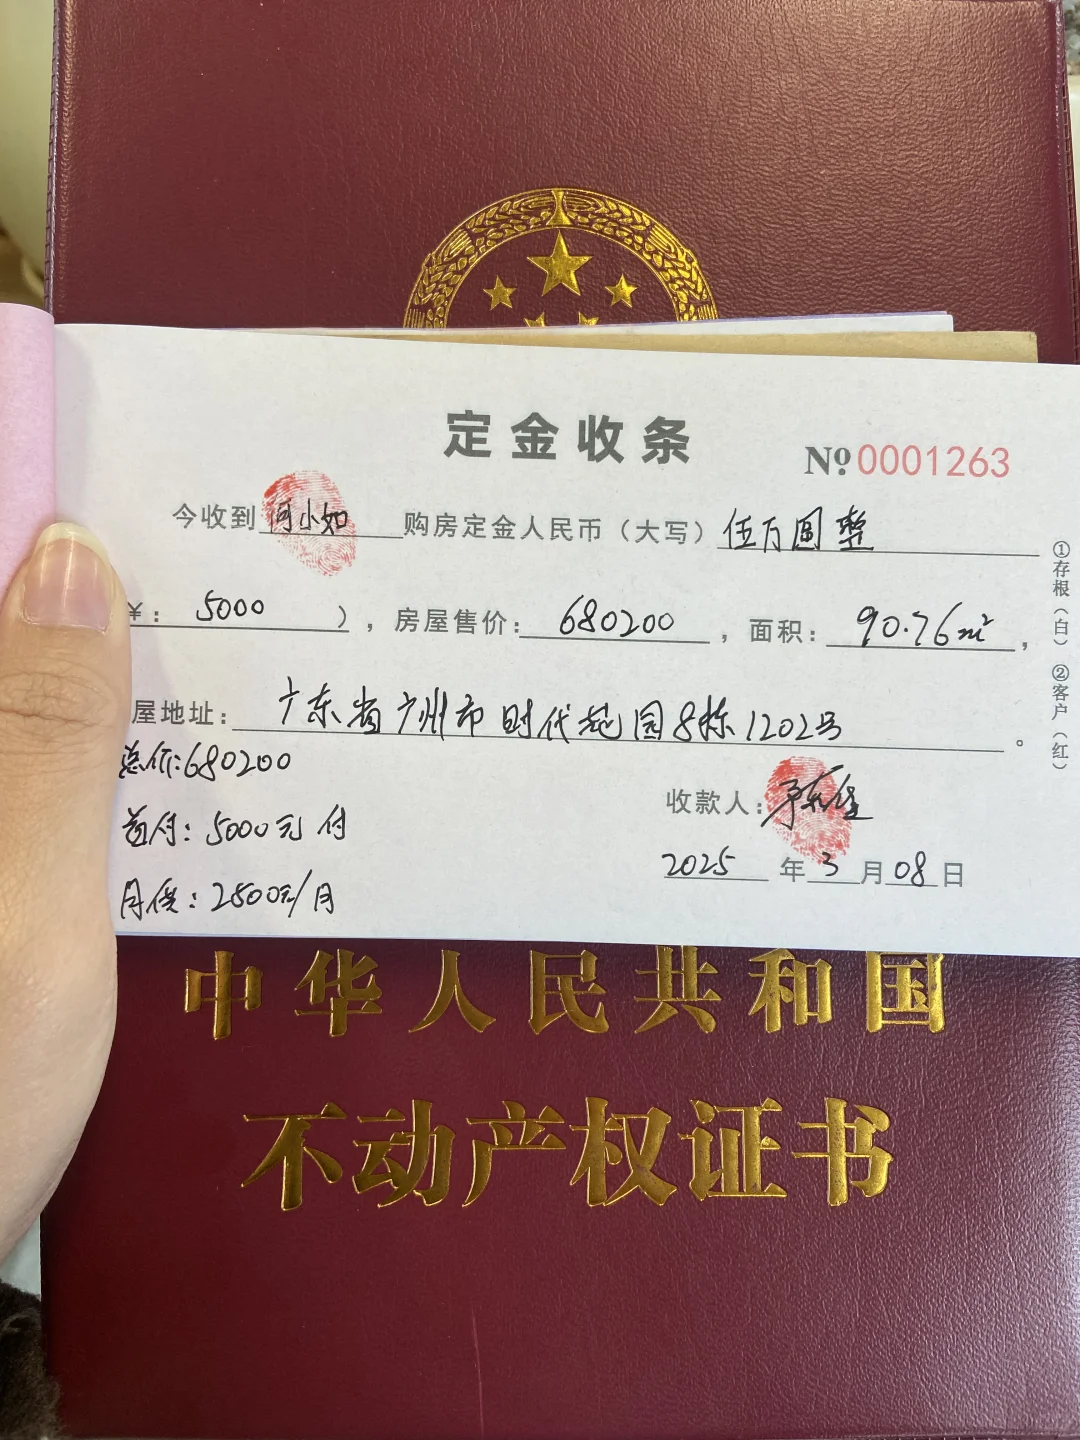 定金收条
№ 0001263
今收到 何小如 购房定金人民币（大写）伍万圆整
¥： 5000 ），房屋售价： 680200 ，面积： 90.76m²，
屋地址： 广东省广州市时代花园8栋1202号 。
总价:680200
首付: 5000元 付
月供: 2800元/月
收款人：
2025 年 3 月 08 日
①存根（白） ②客户（红）
中华人民共和国
不动产权证书